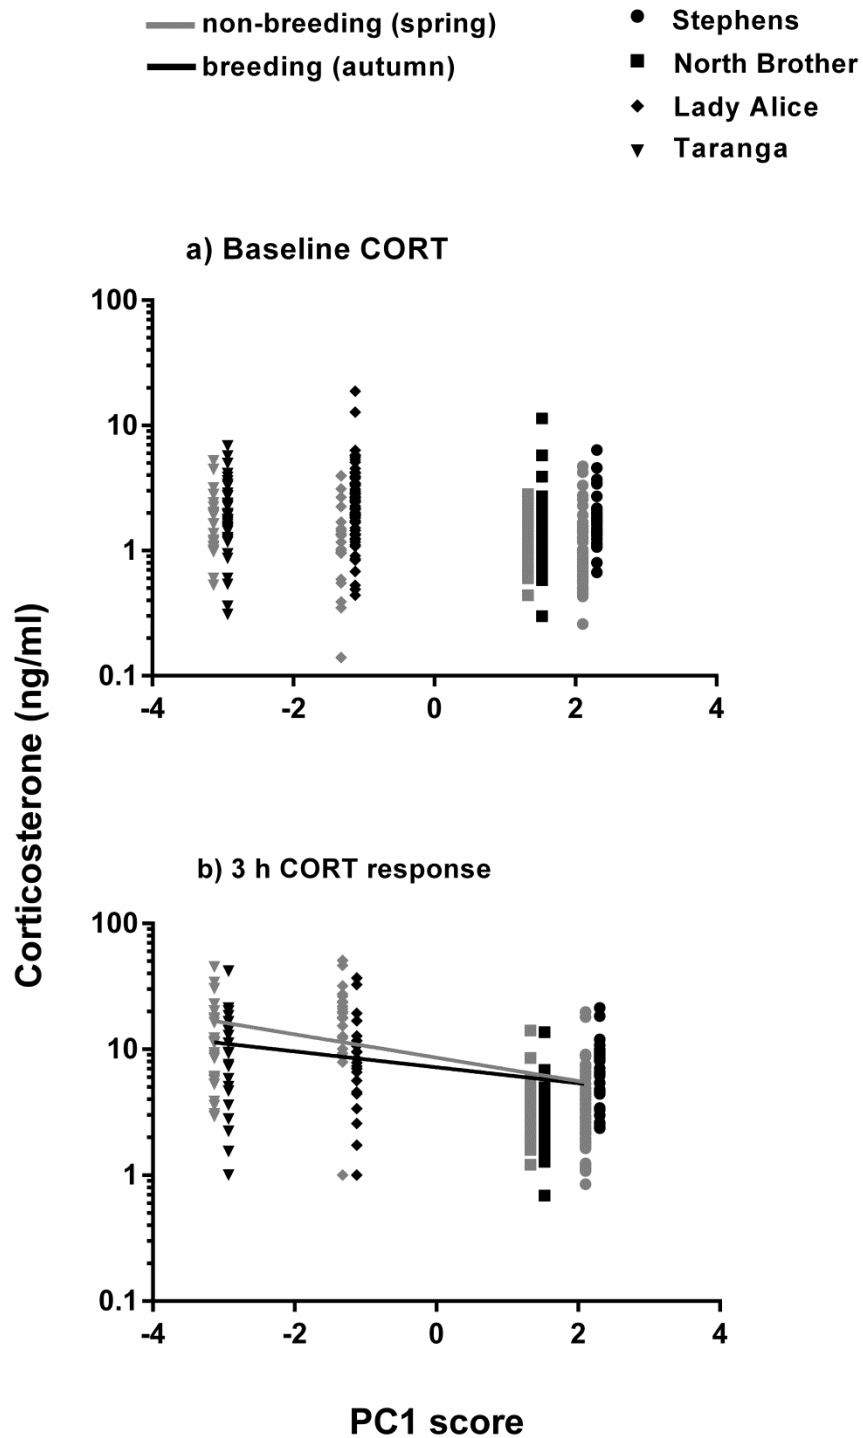 non-breeding (spring)
breeding (autumn)
Stephens
North Brother
Lady Alice
Taranga
a) Baseline CORT
100
10
1
0.1
-4 -2 0 2 4
Corticosterone (ng/ml)
b) 3 h CORT response
100
10
1
0.1
-4 -2 0 2 4
PC1 score